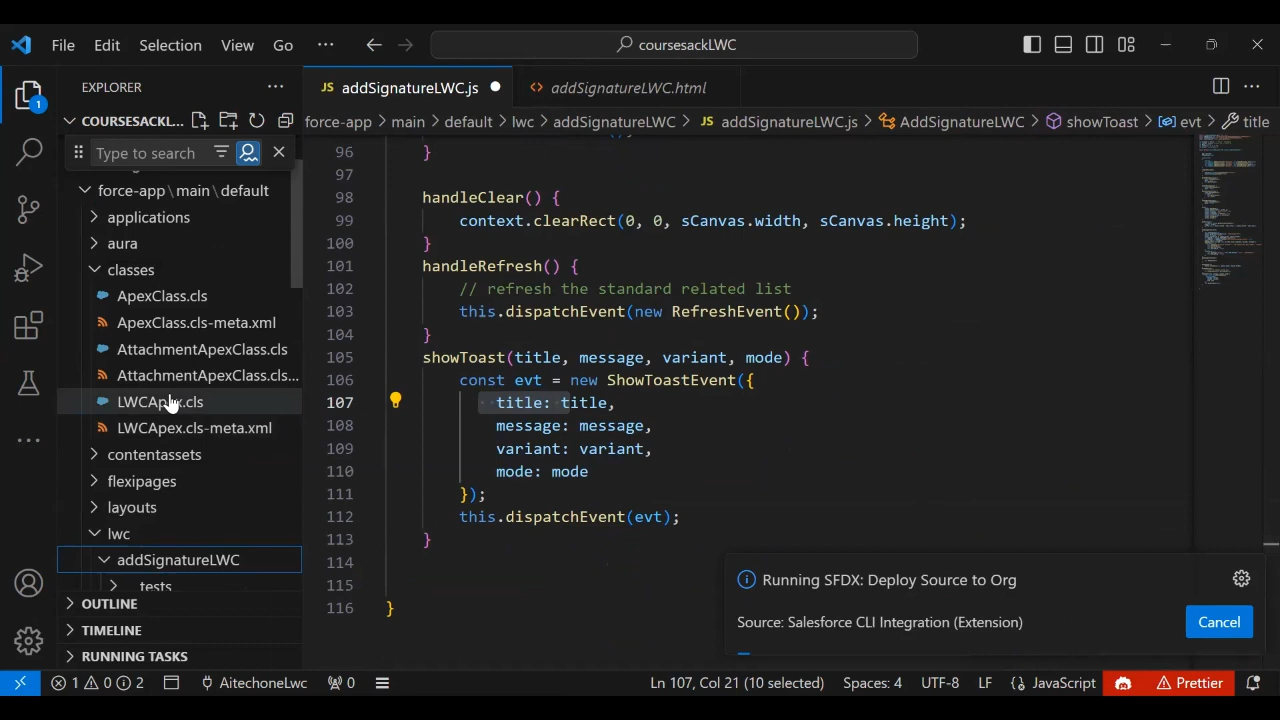 File Edit Selection View Go ··· coursesackLWC
EXPLORER ···
JS addSignatureLWC.js
<> addSignatureLWC.html
···
1
COURSESACKL...
force-app > main > default > lwc > addSignatureLWC > JS addSignatureLWC.js > AddSignatureLWC > showToast > evt > title
Type to search
force-app\main\default
applications
aura
classes
ApexClass.cls
ApexClass.cls-meta.xml
AttachmentApexClass.cls
AttachmentApexClass.cls...
LWCApex.cls
LWCApex.cls-meta.xml
contentassets
flexipages
layouts
lwc
addSignatureLWC
tests
OUTLINE
TIMELINE
RUNNING TASKS
96 }
97
98 handleClear() {
99 context.clearRect(0, 0, sCanvas.width, sCanvas.height);
100 }
101 handleRefresh() {
102 // refresh the standard related list
103 this.dispatchEvent(new RefreshEvent());
104 }
105 showToast(title, message, variant, mode) {
106 const evt = new ShowToastEvent({
107 title: title,
108 message: message,
109 variant: variant,
110 mode: mode
111 });
112 this.dispatchEvent(evt);
113 }
114
115
116 }
Running SFDX: Deploy Source to Org
Source: Salesforce CLI Integration (Extension)
Cancel
1 0 2 AitechoneLwc 0 Ln 107, Col 21 (10 selected) Spaces: 4 UTF-8 LF {} JavaScript Prettier